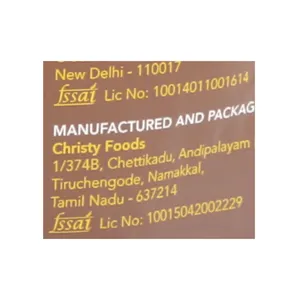 New Delhi - 110017
fssai Lic No: 10014011001614
MANUFACTURED AND PACKAG
Christy Foods
1/374B, Chettikadu, Andipalayam
Tiruchengode, Namakkal,
Tamil Nadu - 637214
fssai Lic No: 10015042002229